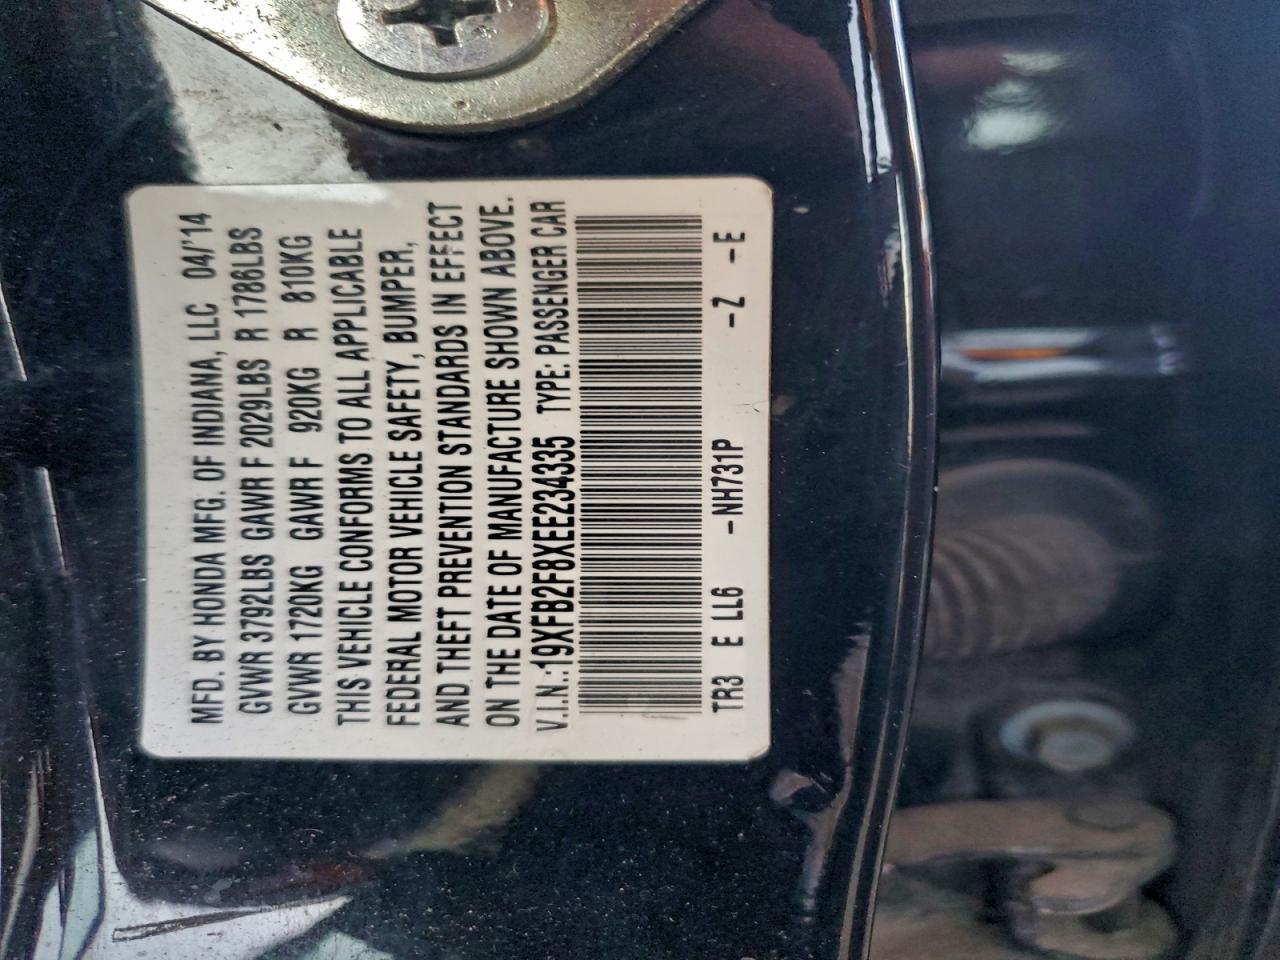 MFD. BY HONDA MFG. OF INDIANA, LLC 04/'14
GVWR 3792LBS GAWR F 2029LBS R 1786LBS
GVWR 1720KG GAWR F 920KG R 810KG
THIS VEHICLE CONFORMS TO ALL APPLICABLE
FEDERAL MOTOR VEHICLE SAFETY, BUMPER,
AND THEFT PREVENTION STANDARDS IN EFFECT
ON THE DATE OF MANUFACTURE SHOWN ABOVE.
V.I.N.:19XFB2F8XEE234335 TYPE: PASSENGER CAR
TR3 E LL6 -NH731P -Z -E